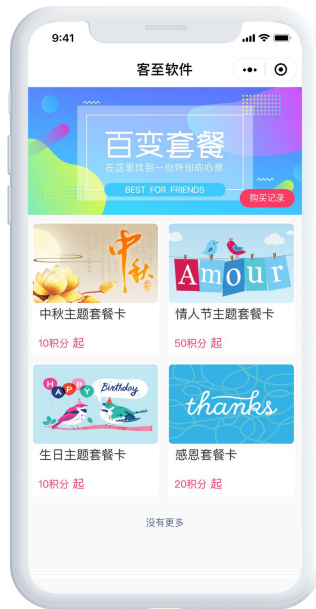 9:41
客至软件
百变套餐
在这里找到一份特别的心意
BEST FOR FRIENDS
购买记录
中秋
Amour
中秋主题套餐卡
情人节主题套餐卡
10积分 起
50积分 起
HAPPY Birthday
thanks
生日主题套餐卡
感恩套餐卡
10积分 起
20积分 起
没有更多